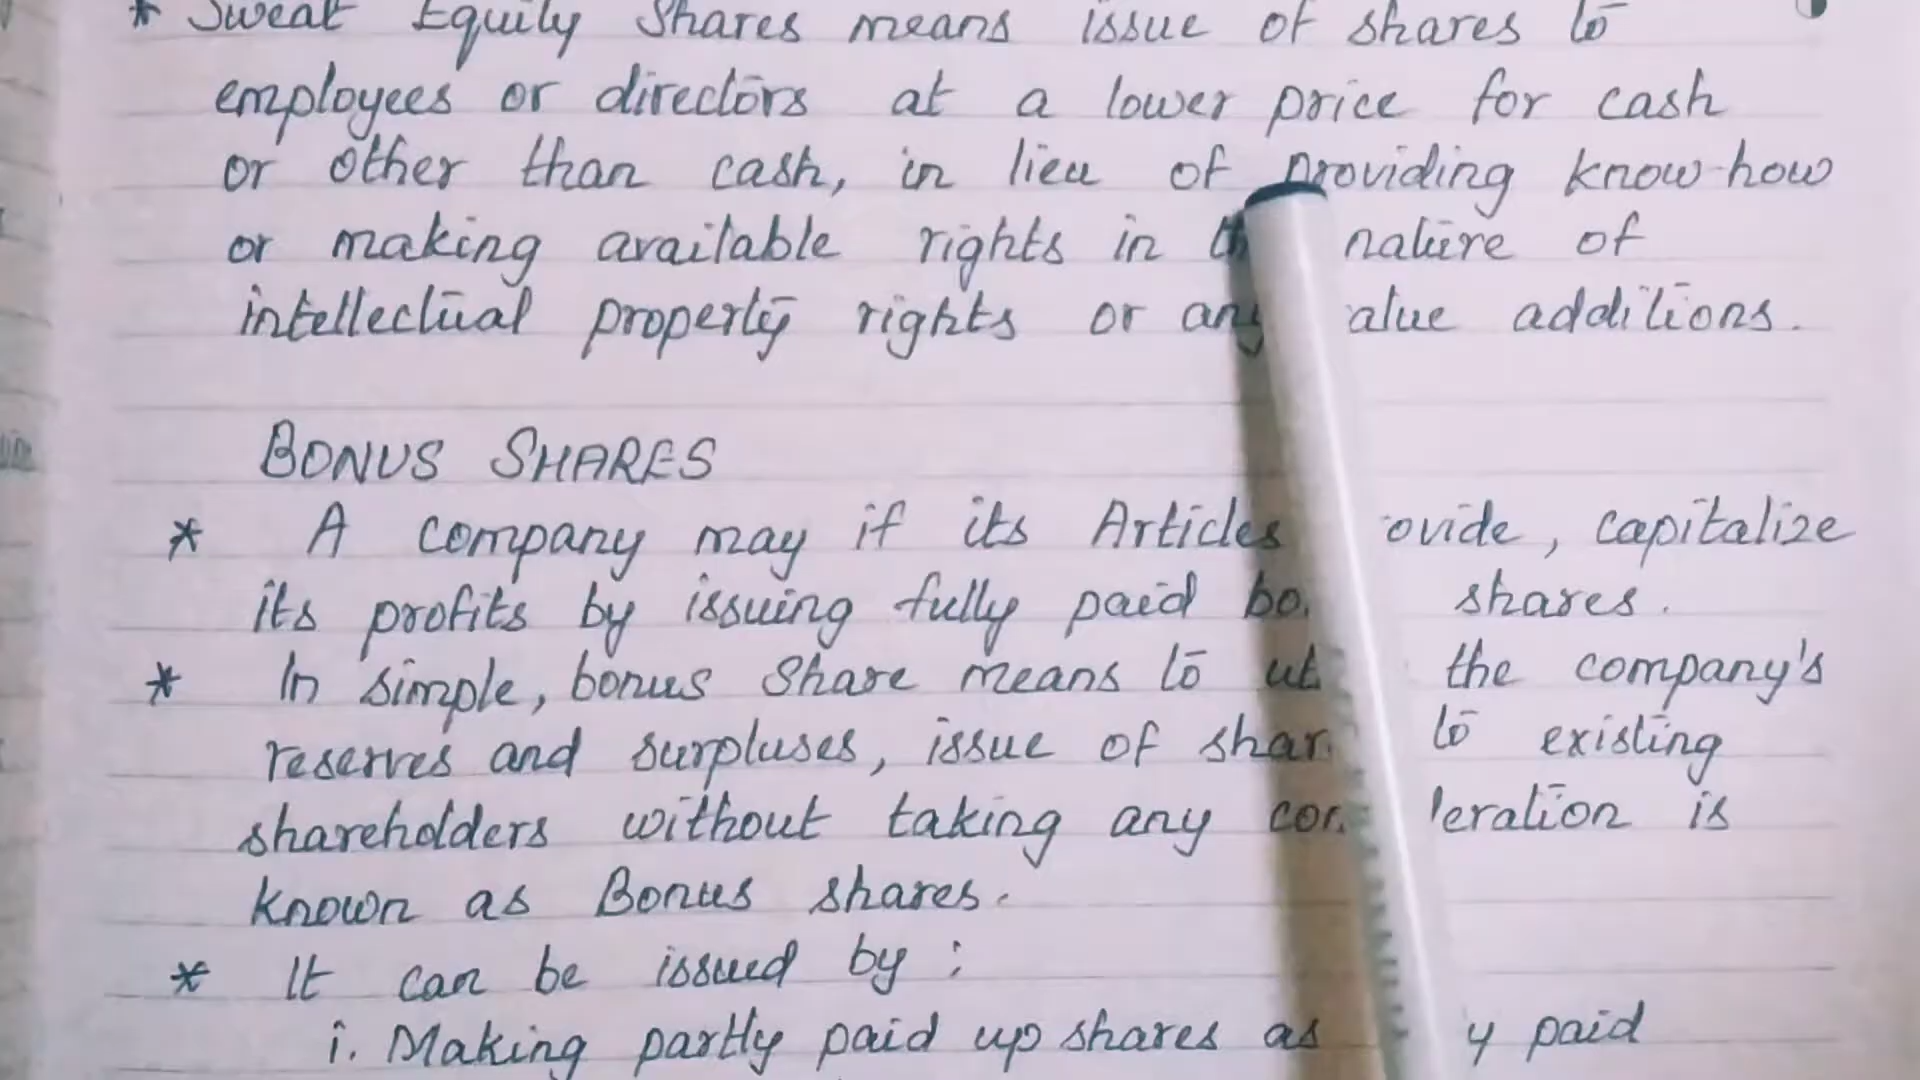 * Sweat Equity Shares means issue of shares to
employees or directors at a lower price for cash
or other than cash, in lieu of providing know-how
or making available rights in nature of
intellectual property rights or any additions.
BONUS SHARES
* A company may if its Articles , capitalize
its profits by issuing fully paid shares.
* In simple, bonus Share means to the company's
reserves and surpluses, issue of to existing
shareholders without taking any is
known as Bonus shares.
* It can be issued by :
i. Making partly paid up shares as paid